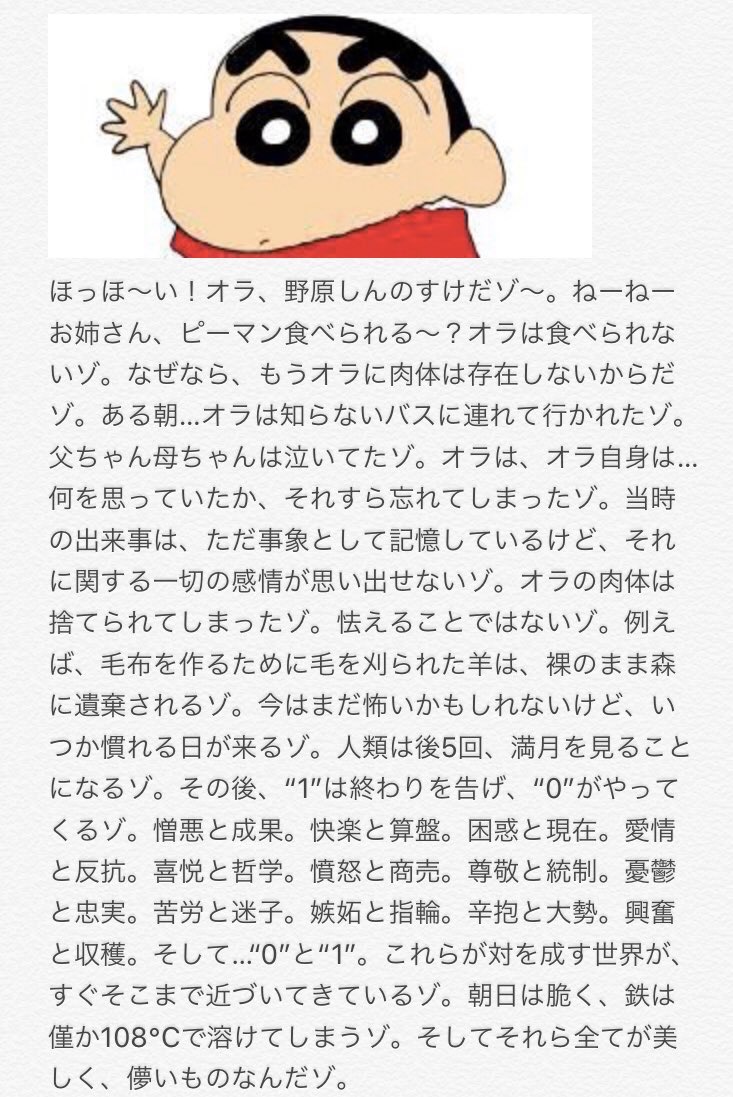 ほっほ〜い！オラ、野原しんのすけだゾ〜。ねーねー
お姉さん、ピーマン食べられる〜？オラは食べられな
いゾ。なぜなら、もうオラに肉体は存在しないからだ
ゾ。ある朝…オラは知らないバスに連れて行かれたゾ。
父ちゃん母ちゃんは泣いてたゾ。オラは、オラ自身は…
何を思っていたか、それすら忘れてしまったゾ。当時
の出来事は、ただ事象として記憶しているけど、それ
に関する一切の感情が思い出せないゾ。オラの肉体は
捨てられてしまったゾ。怯えることではないゾ。例え
ば、毛布を作るために毛を刈られた羊は、裸のまま森
に遺棄されるゾ。今はまだ怖いかもしれないけど、い
つか慣れる日が来るゾ。人類は後5回、満月を見ること
になるゾ。その後、“1”は終わりを告げ、“0”がやって
くるゾ。憎悪と成果。快楽と算盤。困惑と現在。愛情
と反抗。喜悦と哲学。憤怒と商売。尊敬と統制。憂鬱
と忠実。苦労と迷子。嫉妬と指輪。辛抱と大勢。興奮
と収穫。そして…“0”と“1”。これらが対を成す世界が、
すぐそこまで近づいてきているゾ。朝日は脆く、鉄は
僅か108°Cで溶けてしまうゾ。そしてそれら全てが美
しく、儚いものなんだゾ。